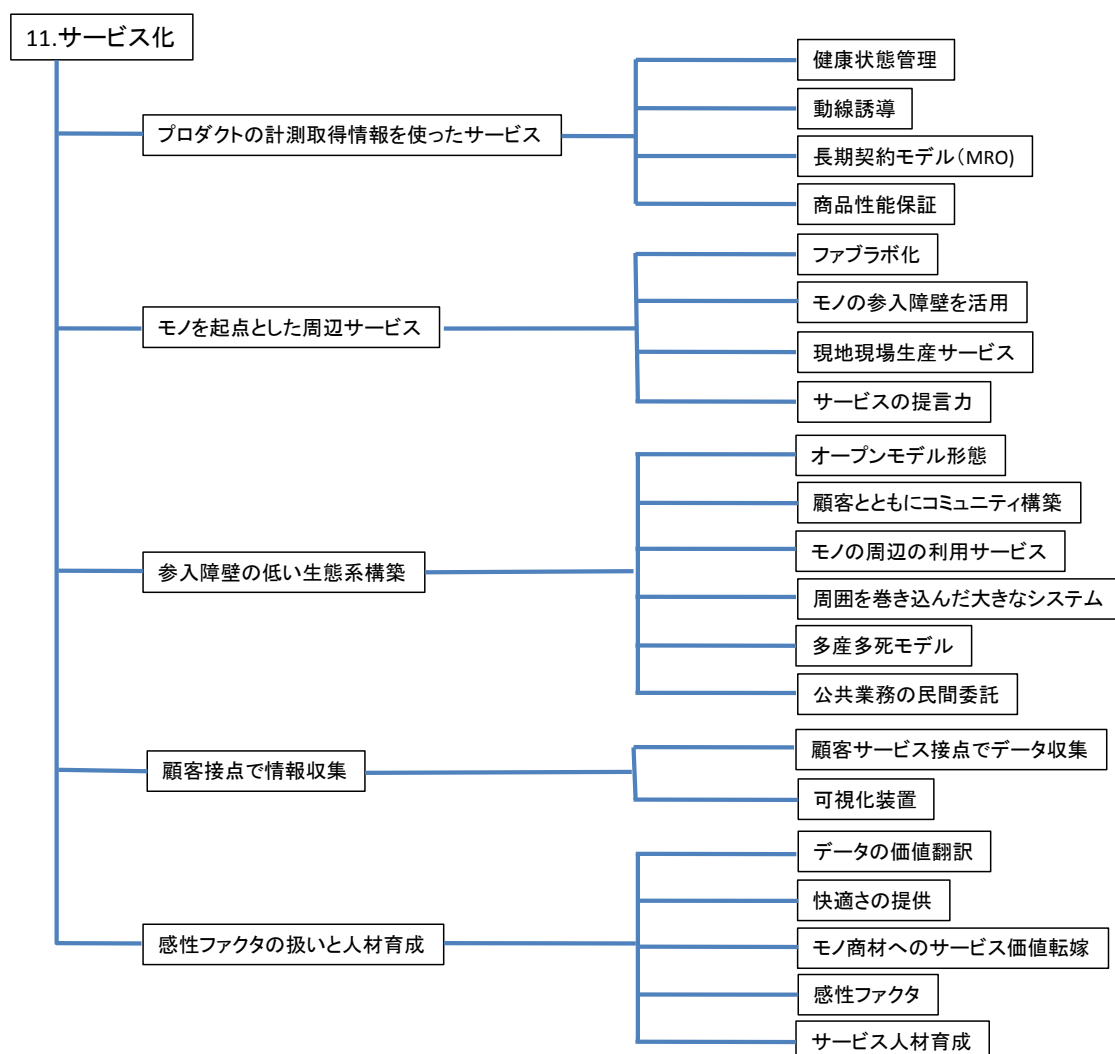 11.サービス化
プロダクトの計測取得情報を使ったサービス
健康状態管理
動線誘導
長期契約モデル(MRO)
商品性能保証
モノを起点とした周辺サービス
ファブラボ化
モノの参入障壁を活用
現地現場生産サービス
サービスの提言力
参入障壁の低い生態系構築
オープンモデル形態
顧客とともにコミュニティ構築
モノの周辺の利用サービス
周囲を巻き込んだ大きなシステム
多産多死モデル
公共業務の民間委託
顧客接点で情報収集
顧客サービス接点でデータ収集
可視化装置
感性ファクタの扱いと人材育成
データの価値翻訳
快適さの提供
モノ商材へのサービス価値転嫁
感性ファクタ
サービス人材育成